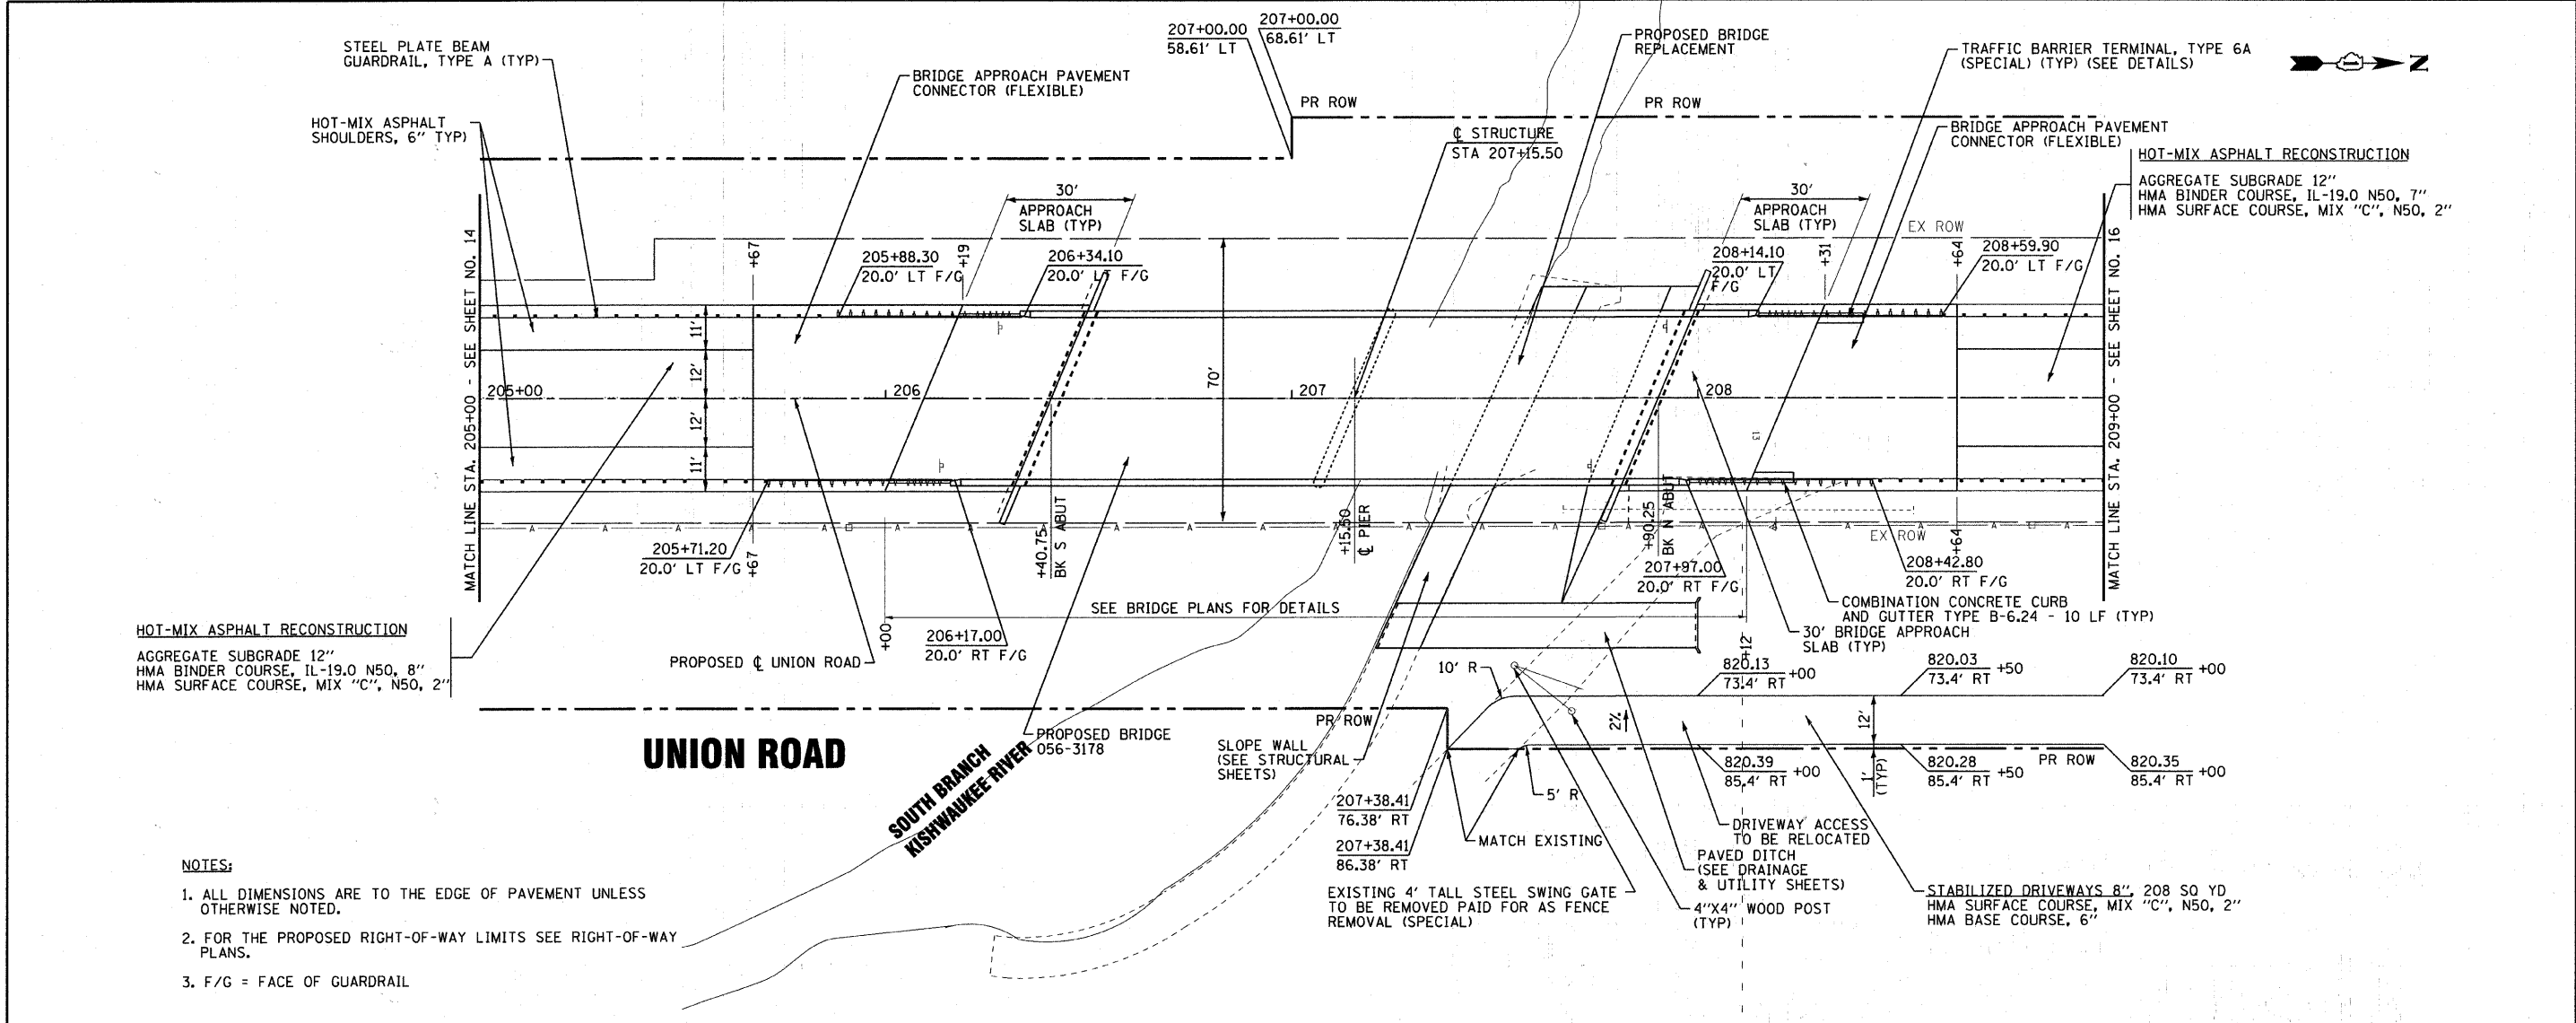 STEEL PLATE BEAM
GUARDRAIL, TYPE A (TYP)
HOT-MIX ASPHALT
SHOULDERS, 6" TYP)
BRIDGE APPROACH PAVEMENT
CONNECTOR (FLEXIBLE)
207+00.00
58.61' LT
207+00.00
68.61' LT
PR ROW
PR ROW
PROPOSED BRIDGE
REPLACEMENT
TRAFFIC BARRIER TERMINAL, TYPE 6A
(SPECIAL) (TYP) (SEE DETAILS)
N
℄ STRUCTURE
STA 207+15.50
BRIDGE APPROACH PAVEMENT
CONNECTOR (FLEXIBLE)
HOT-MIX ASPHALT RECONSTRUCTION
AGGREGATE SUBGRADE 12"
HMA BINDER COURSE, IL-19.0 N50, 7"
HMA SURFACE COURSE, MIX "C", N50, 2"
30'
APPROACH
SLAB (TYP)
30'
APPROACH
SLAB (TYP)
EX ROW
MATCH LINE STA. 205+00 - SEE SHEET NO. 14
+67
205+88.30
20.0' LT F/G
+19
206+34.10
20.0' LT F/G
208+14.10
20.0' LT
F/G
+31
+64
208+59.90
20.0' LT F/G
MATCH LINE STA. 209+00 - SEE SHEET NO. 16
11'
12'
12'
11'
70'
205+00
206
207
208
205+71.20
20.0' LT F/G
+67
+40.75
BK S ABUT
+15.50
℄ PIER
+90.25
BK N ABUT
207+97.00
20.0' RT F/G
EX ROW
+64
208+42.80
20.0' RT F/G
SEE BRIDGE PLANS FOR DETAILS
+00
206+17.00
20.0' RT F/G
+12
COMBINATION CONCRETE CURB
AND GUTTER TYPE B-6.24 - 10 LF (TYP)
30' BRIDGE APPROACH
SLAB (TYP)
HOT-MIX ASPHALT RECONSTRUCTION
AGGREGATE SUBGRADE 12"
HMA BINDER COURSE, IL-19.0 N50, 8"
HMA SURFACE COURSE, MIX "C", N50, 2"
PROPOSED ℄ UNION ROAD
10' R
820.13
73.4' RT
+00
820.03
73.4' RT
+50
820.10
73.4' RT
+00
PR ROW
2%
12'
1'
(TYP)
PR ROW
UNION ROAD
SOUTH BRANCH
KISHWAUKEE RIVER
PROPOSED BRIDGE
056-3178
SLOPE WALL
(SEE STRUCTURAL
SHEETS)
820.39
85.4' RT
+00
820.28
85.4' RT
+50
820.35
85.4' RT
+00
5' R
207+38.41
76.38' RT
207+38.41
86.38' RT
MATCH EXISTING
DRIVEWAY ACCESS
TO BE RELOCATED
PAVED DITCH
(SEE DRAINAGE
& UTILITY SHEETS)
EXISTING 4' TALL STEEL SWING GATE
TO BE REMOVED PAID FOR AS FENCE
REMOVAL (SPECIAL)
4"X4" WOOD POST
(TYP)
STABILIZED DRIVEWAYS 8", 208 SQ YD
HMA SURFACE COURSE, MIX "C", N50, 2"
HMA BASE COURSE, 6"
NOTES:
1. ALL DIMENSIONS ARE TO THE EDGE OF PAVEMENT UNLESS
OTHERWISE NOTED.
2. FOR THE PROPOSED RIGHT-OF-WAY LIMITS SEE RIGHT-OF-WAY
PLANS.
3. F/G = FACE OF GUARDRAIL